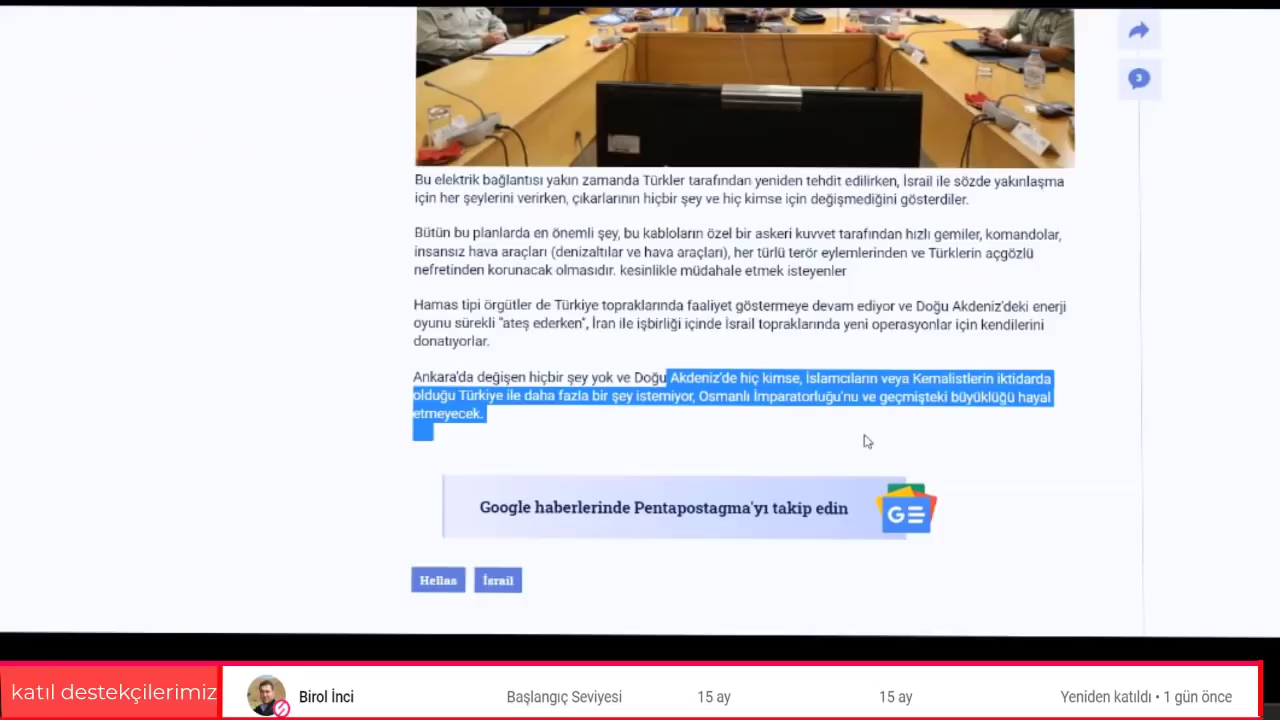 3
Bu elektrik bağlantısı yakın zamanda Türkler tarafından yeniden tehdit edilirken, İsrail ile sözde yakınlaşma
için her şeylerini verirken, çıkarlarının hiçbir şey ve hiç kimse için değişmediğini gösterdiler.
Bütün bu planlarda en önemli şey, bu kabloların özel bir askeri kuvvet tarafından hızlı gemiler, komandolar,
insansız hava araçları (denizaltılar ve hava araçları), her türlü terör eylemlerinden ve Türklerin açgözlü
nefretinden korunacak olmasıdır. kesinlikle müdahale etmek isteyenler
Hamas tipi örgütler de Türkiye topraklarında faaliyet göstermeye devam ediyor ve Doğu Akdeniz'deki enerji
oyunu sürekli "ateş ederken", İran ile işbirliği içinde İsrail topraklarında yeni operasyonlar için kendilerini
donatıyorlar.
Ankara'da değişen hiçbir şey yok ve Doğu Akdeniz'de hiç kimse, İslamcıların veya Kemalistlerin iktidarda
olduğu Türkiye ile daha fazla bir şey istemiyor, Osmanlı İmparatorluğu'nu ve geçmişteki büyüklüğü hayal
etmeyecek.
Google haberlerinde Pentapostagma'yı takip edin
G
Hellas İsrail
katıl destekçilerimiz Birol İnci Başlangıç Seviyesi 15 ay 15 ay Yeniden katıldı • 1 gün önce